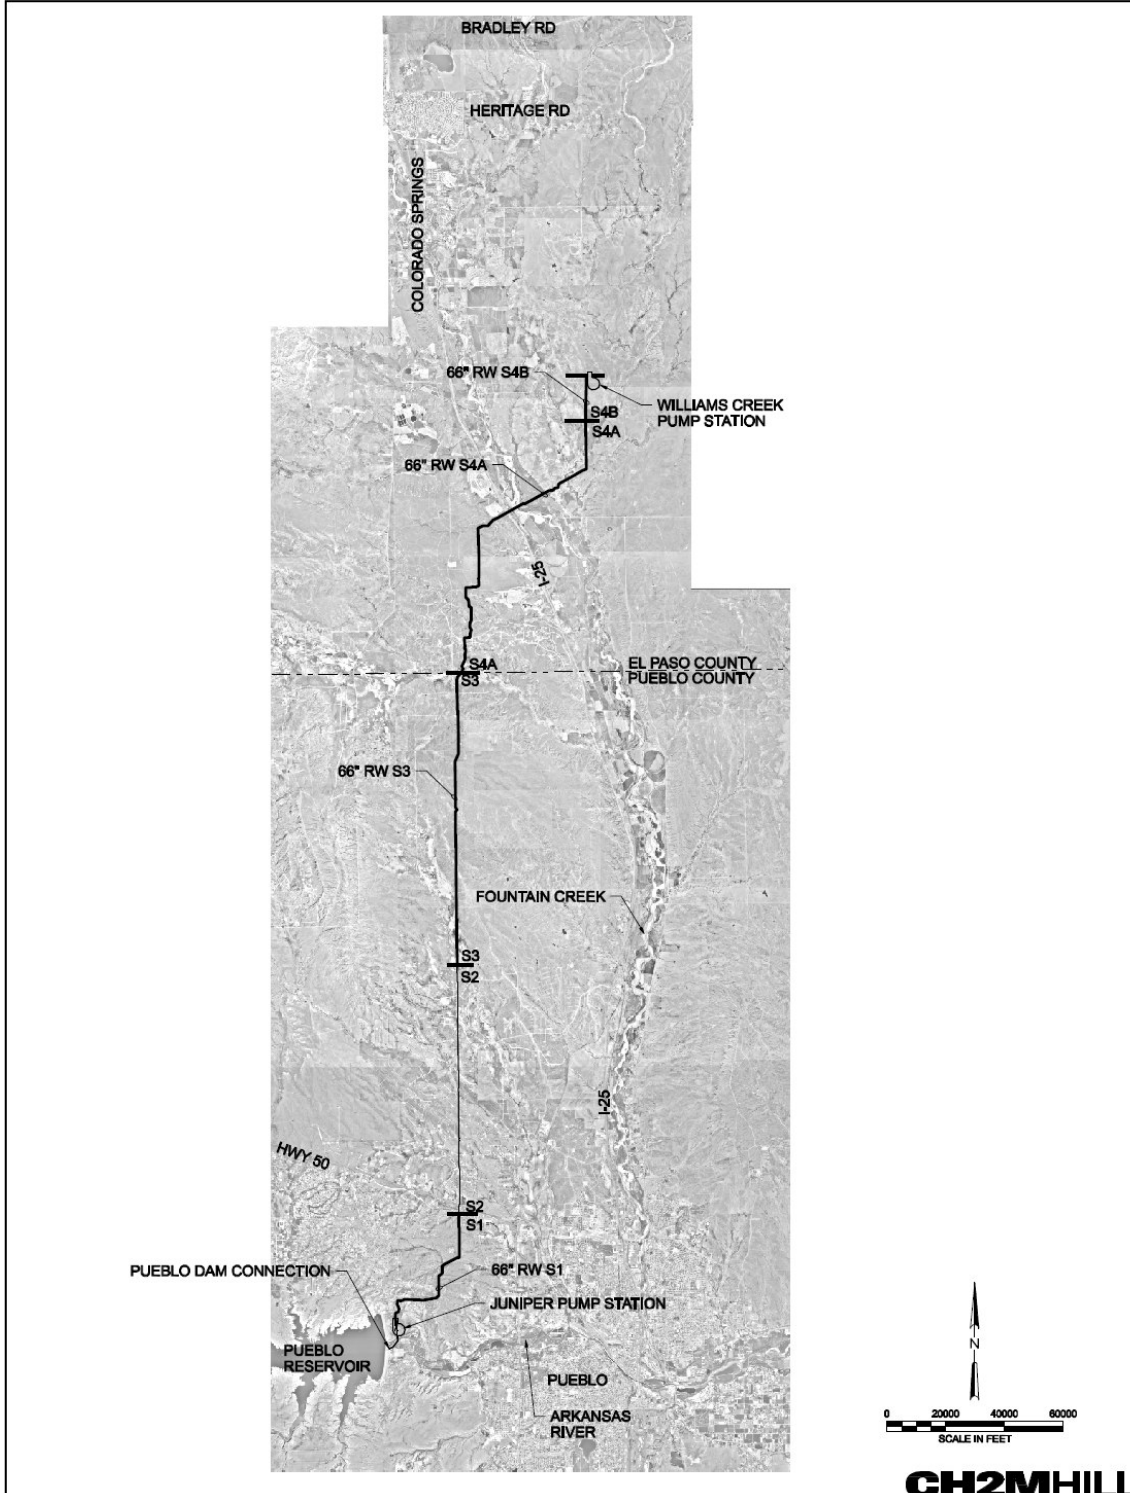 BRADLEY RD
HERITAGE RD
COLORADO SPRINGS
66" RW S4B
WILLIAMS CREEK
PUMP STATION
S4B
S4A
66" RW S4A
I-25
S4A
S3
EL PASO COUNTY
PUEBLO COUNTY
66" RW S3
FOUNTAIN CREEK
S3
S2
I-25
HWY 50
S2
S1
PUEBLO DAM CONNECTION
66" RW S1
JUNIPER PUMP STATION
PUEBLO
RESERVOIR
PUEBLO
ARKANSAS
RIVER
N
0 20000 40000 60000
SCALE IN FEET
CH2MHILL